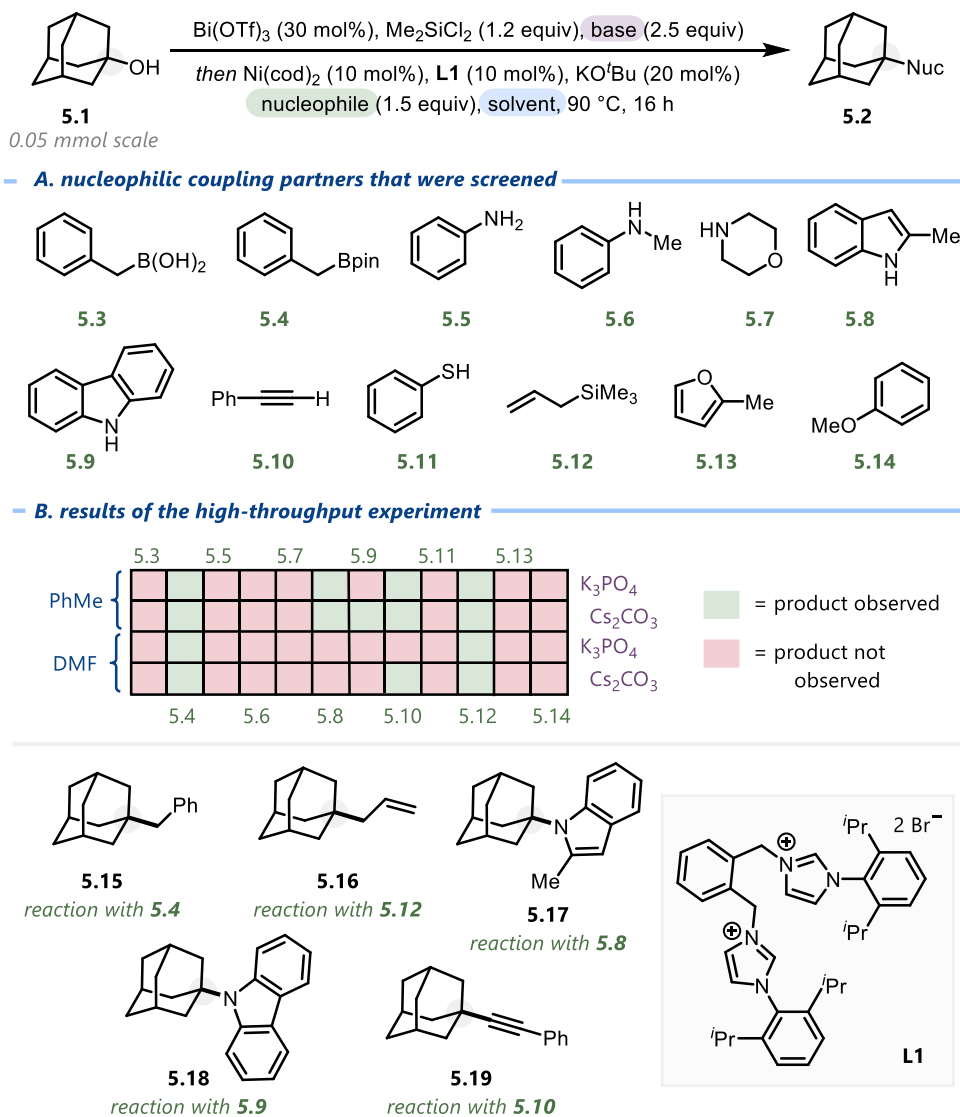 Bi(OTf)₃ (30 mol%), Me₂SiCl₂ (1.2 equiv), base (2.5 equiv)
OH
then Ni(cod)₂ (10 mol%), L1 (10 mol%), KOᵗBu (20 mol%)
Nuc
nucleophile (1.5 equiv), solvent, 90 °C, 16 h
5.1
5.2
0.05 mmol scale
A. nucleophilic coupling partners that were screened
B(OH)₂
Bpin
NH₂
H
N
Me
HN
O
N
H
Me
5.3
5.4
5.5
5.6
5.7
5.8
N
H
Ph
H
SH
SiMe₃
O
Me
MeO
5.9
5.10
5.11
5.12
5.13
5.14
B. results of the high-throughput experiment
5.3 5.5 5.7 5.9 5.11 5.13
PhMe
K₃PO₄
Cs₂CO₃
DMF
K₃PO₄
Cs₂CO₃
5.4 5.6 5.8 5.10 5.12 5.14
= product observed
= product not
observed
Ph
5.15
reaction with 5.4
5.16
reaction with 5.12
N
Me
5.17
reaction with 5.8
N
5.18
reaction with 5.9
Ph
5.19
reaction with 5.10
2 Br⁻
ⁱPr
⊕
N
N
ⁱPr
⊕
N
N
ⁱPr
ⁱPr
L1